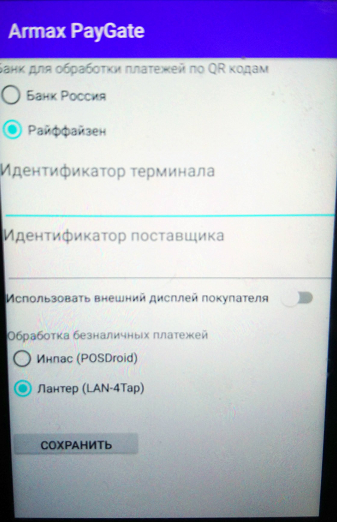 Armax PayGate
Банк для обработки платежей по QR кодам
Банк Россия
Райффайзен
Идентификатор терминала
Идентификатор поставщика
Использовать внешний дисплей покупателя
Обработка безналичных платежей
Инпас (POSDroid)
Лантер (LAN-4Tap)
СОХРАНИТЬ